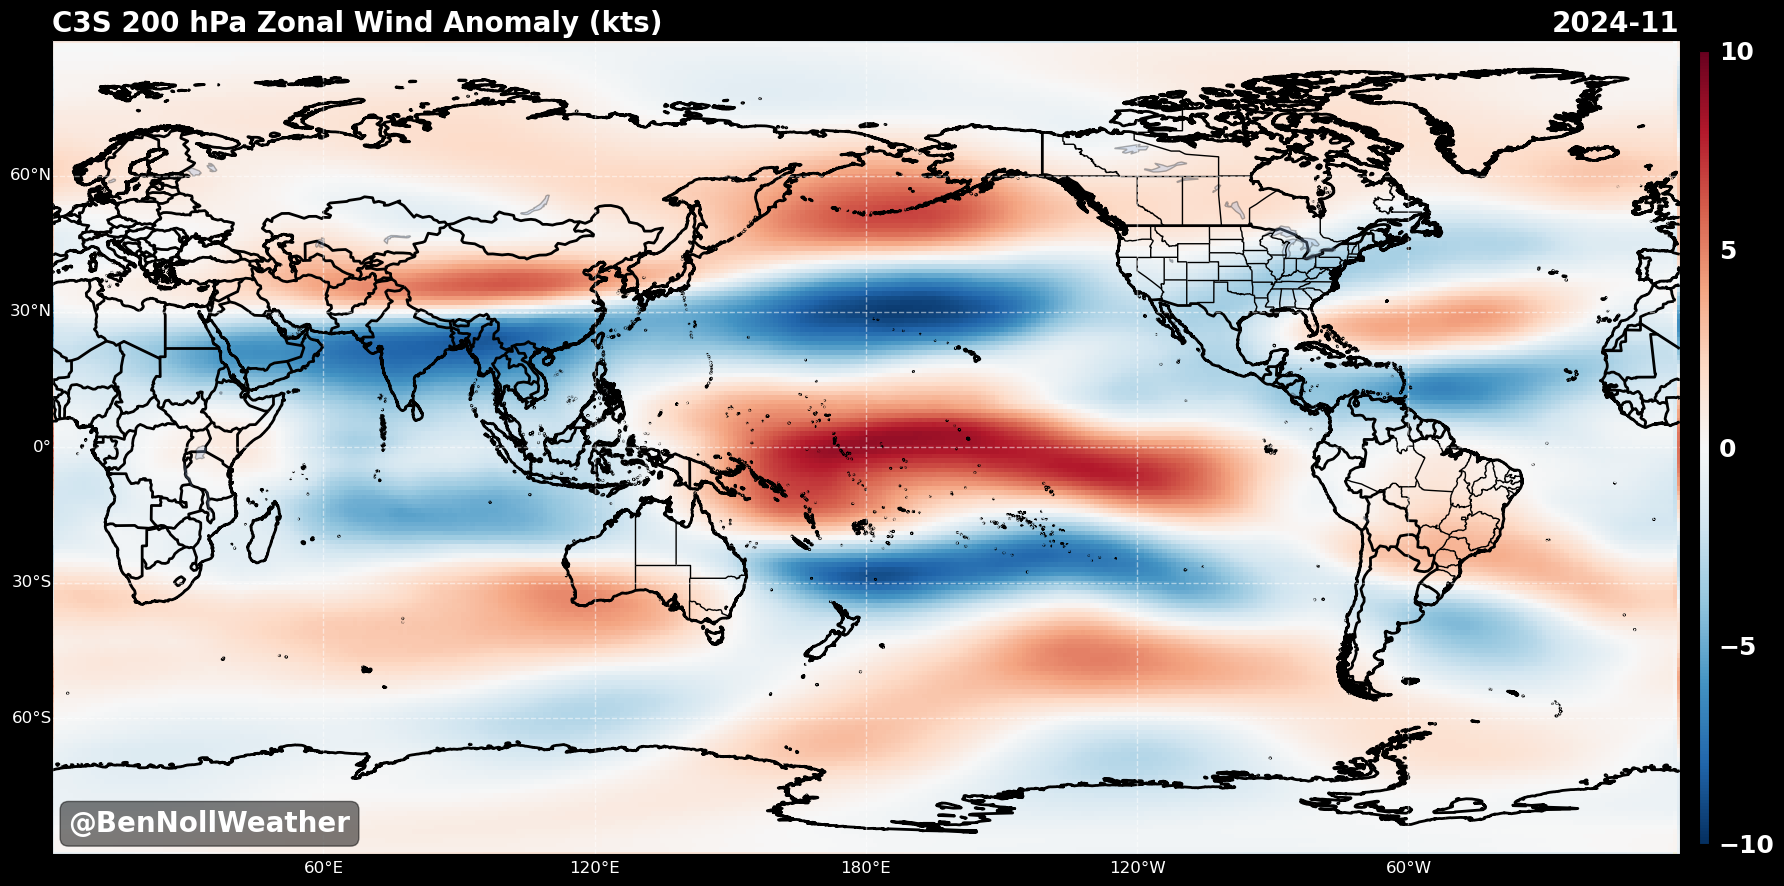 C3S 200 hPa Zonal Wind Anomaly (kts)
2024-11
10
5
0
−5
−10
60°N
30°N
0°
30°S
60°S
@BenNollWeather
60°E
120°E
180°E
120°W
60°W